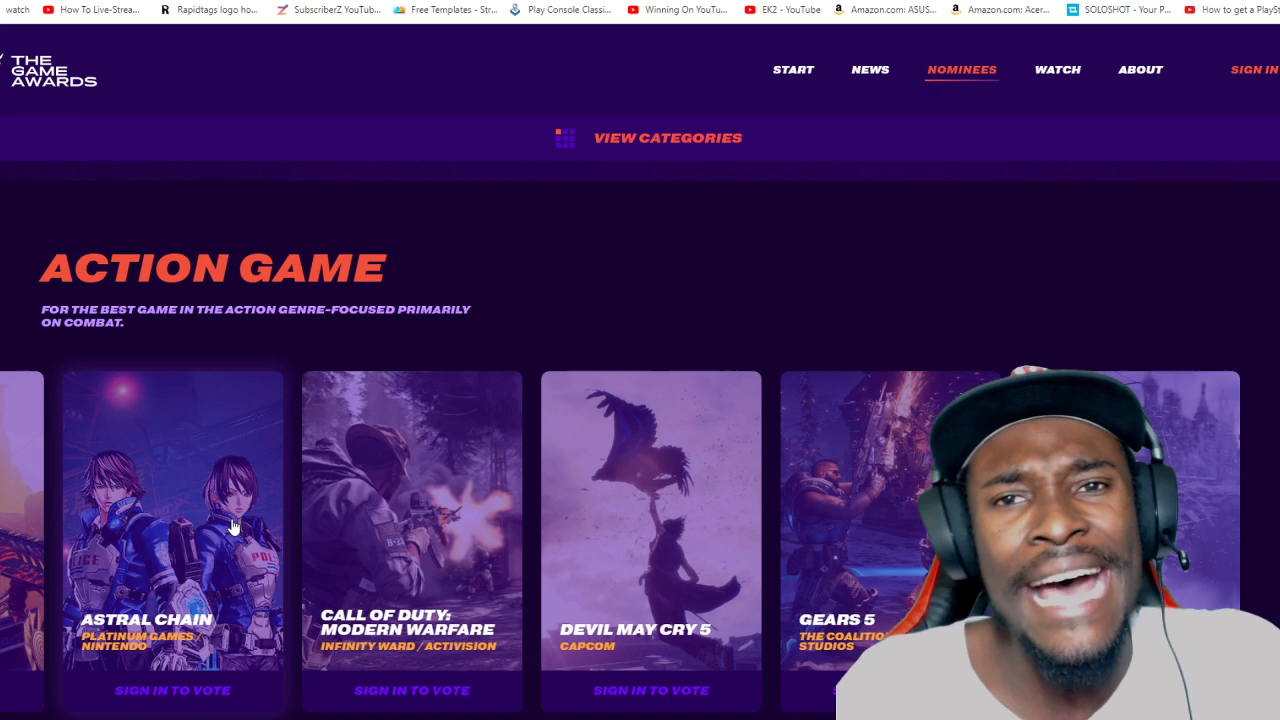 watch
How To Live-Strea...
Rapidtags logo ho...
SubscriberZ YouTub...
Free Templates - Str...
Play Console Classi...
Winning On YouTu...
EK2 - YouTube
Amazon.com: ASUS...
Amazon.com: Acer...
SOLOSHOT - Your P...
How to get a PlaySt
THE
GAME
AWARDS
START
NEWS
NOMINEES
WATCH
ABOUT
SIGN IN
VIEW CATEGORIES
ACTION GAME
FOR THE BEST GAME IN THE ACTION GENRE-FOCUSED PRIMARILY
ON COMBAT.
ASTRAL CHAIN
PLATINUM GAMES /
NINTENDO
SIGN IN TO VOTE
CALL OF DUTY:
MODERN WARFARE
INFINITY WARD / ACTIVISION
SIGN IN TO VOTE
DEVIL MAY CRY 5
CAPCOM
SIGN IN TO VOTE
GEARS 5
THE COALITIO
STUDIOS